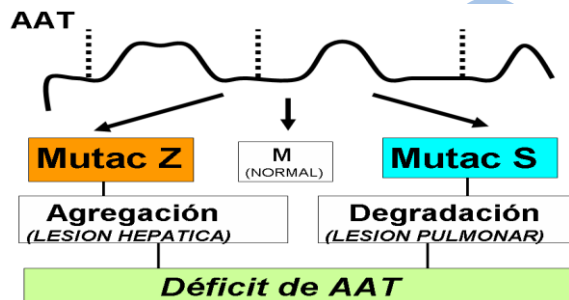 AAT
Mutac Z
M
(NORMAL)
Mutac S
Agregación
(LESION HEPATICA)
Degradación
(LESION PULMONAR)
Déficit de AAT